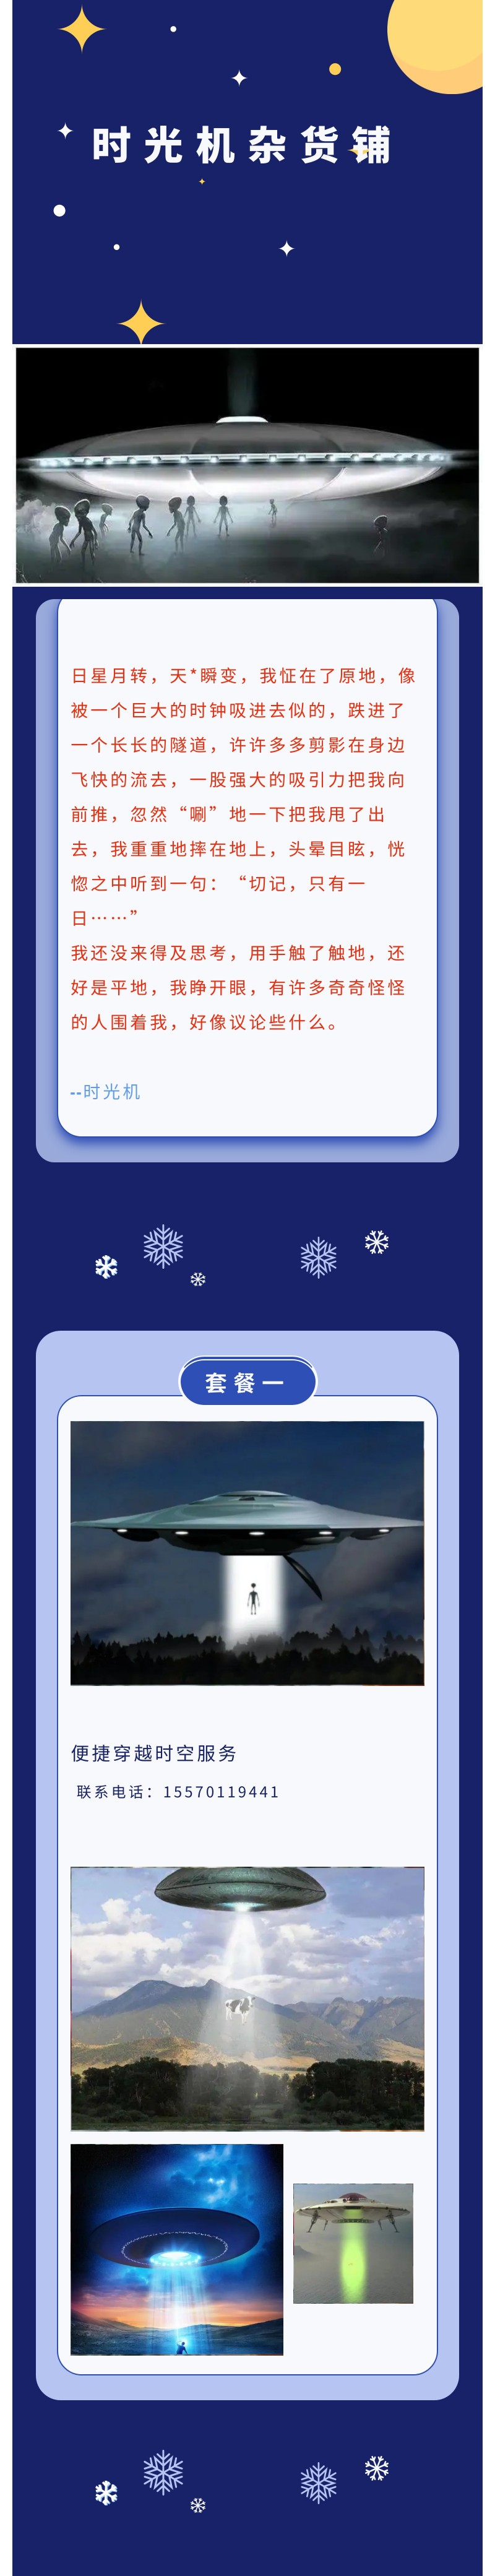 时光机杂货铺
日星月转，天*瞬变，我怔在了原地，像
被一个巨大的时钟吸进去似的，跌进了
一个长长的隧道，许许多多剪影在身边
飞快的流去，一股强大的吸引力把我向
前推，忽然“唰”地一下把我甩了出
去，我重重地摔在地上，头晕目眩，恍
惚之中听到一句：“切记，只有一
日……”
我还没来得及思考，用手触了触地，还
好是平地，我睁开眼，有许多奇奇怪怪
的人围着我，好像议论些什么。
--时光机
套餐一
便捷穿越时空服务
联系电话：15570119441